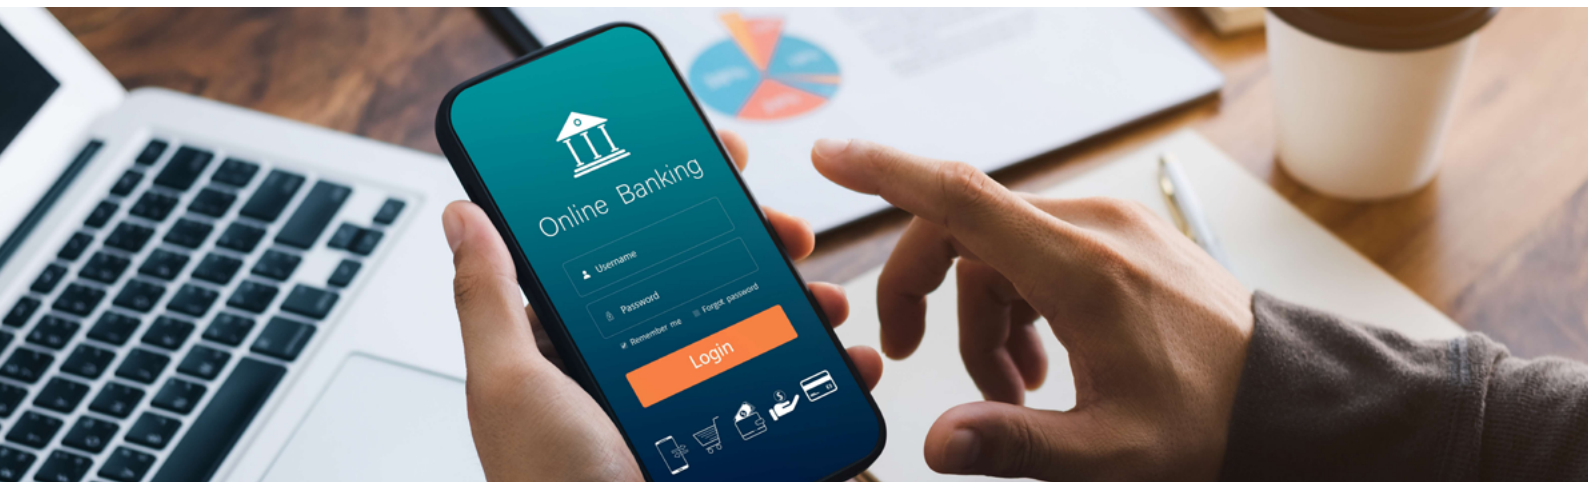 Online Banking
Username
Password
Remember me
Forgot password
Login